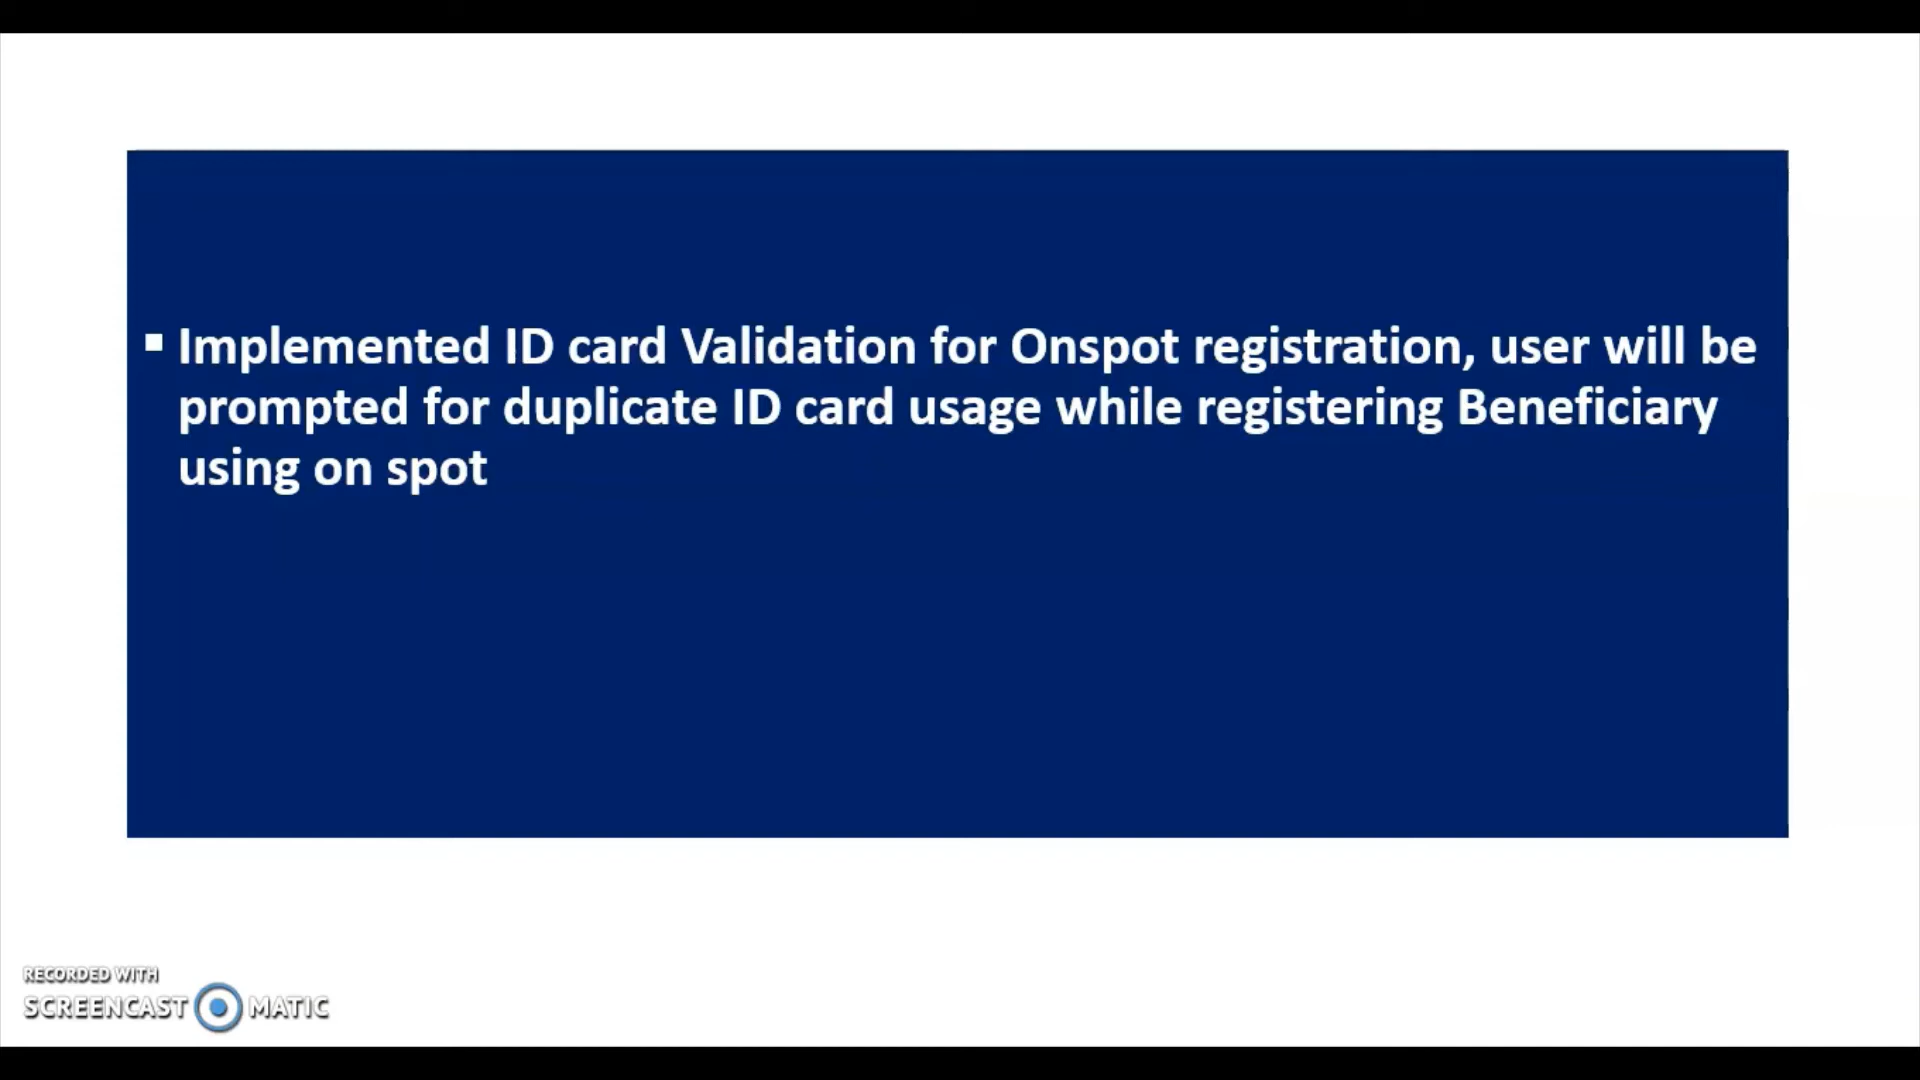 ▪ Implemented ID card Validation for Onspot registration, user will be
prompted for duplicate ID card usage while registering Beneficiary
using on spot
RECORDED WITH
SCREENCAST MATIC